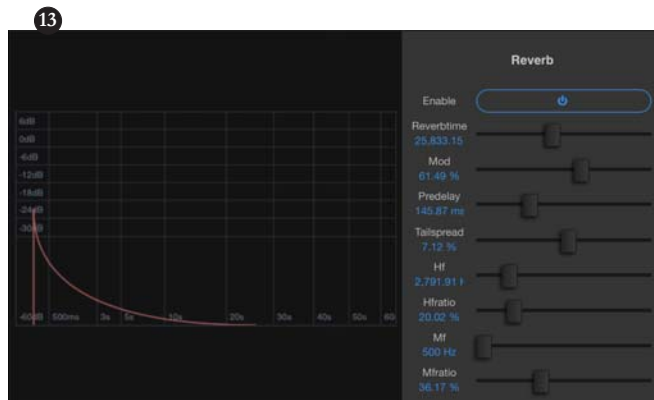 13
Reverb
Enable
Reverbtime
25,833.15
Mod
61.49 %
Predelay
145.87 ms
Tailspread
7.12 %
Hf
2,791.91 H
Hfratio
20.02 %
Mf
500 Hz
Mfratio
36.17 %
6dB
0dB
-6dB
-12dB
-18dB
-24dB
-30dB
-60dB 500ms 3s 5s 10s 20s 30s 40s 50s 60